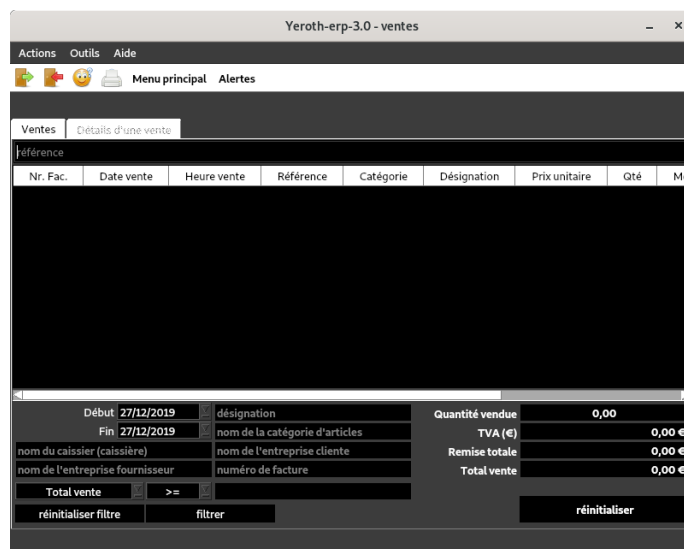 Yeroth-erp-3.0 - ventes
Actions Outils Aide
Menu principal Alertes
Ventes Détails d'une vente
référence
Nr. Fac. Date vente Heure vente Référence Catégorie Désignation Prix unitaire Qté
Début 27/12/2019 désignation Quantité vendue 0,00
Fin 27/12/2019 nom de la catégorie d'articles TVA (€) 0,00 €
nom du caissier (caissière) nom de l'entreprise cliente Remise totale 0,00 €
nom de l'entreprise fournisseur numéro de facture Total vente 0,00 €
Total vente >=
réinitialiser filtre filtrer réinitialiser